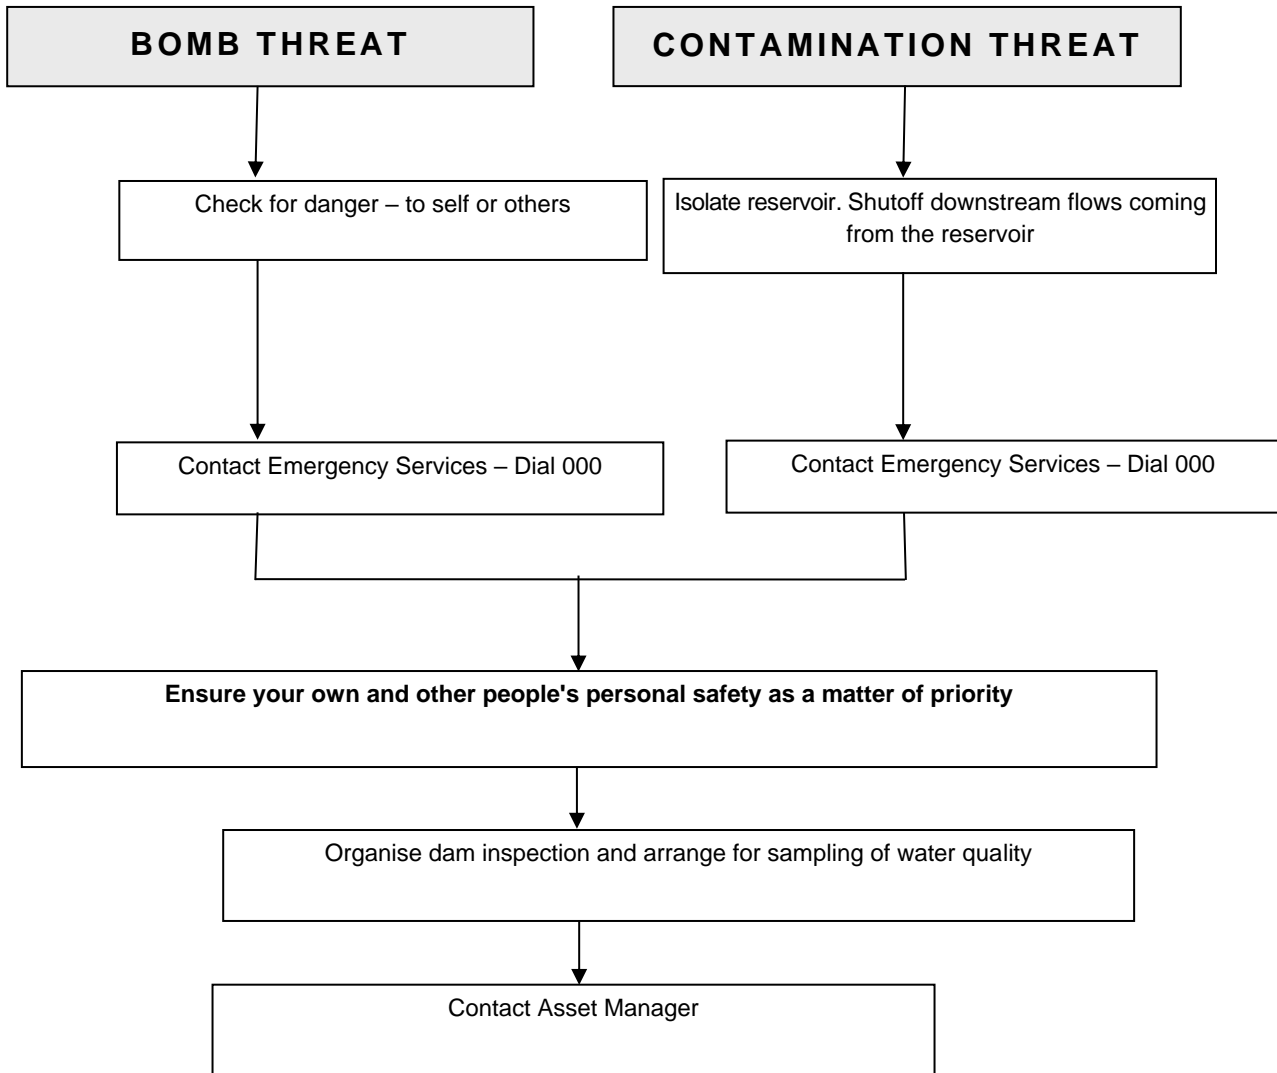 BOMB THREAT
CONTAMINATION THREAT
Check for danger – to self or others
Isolate reservoir. Shutoff downstream flows coming
from the reservoir
Contact Emergency Services – Dial 000
Contact Emergency Services – Dial 000
Ensure your own and other people's personal safety as a matter of priority
Organise dam inspection and arrange for sampling of water quality
Contact Asset Manager